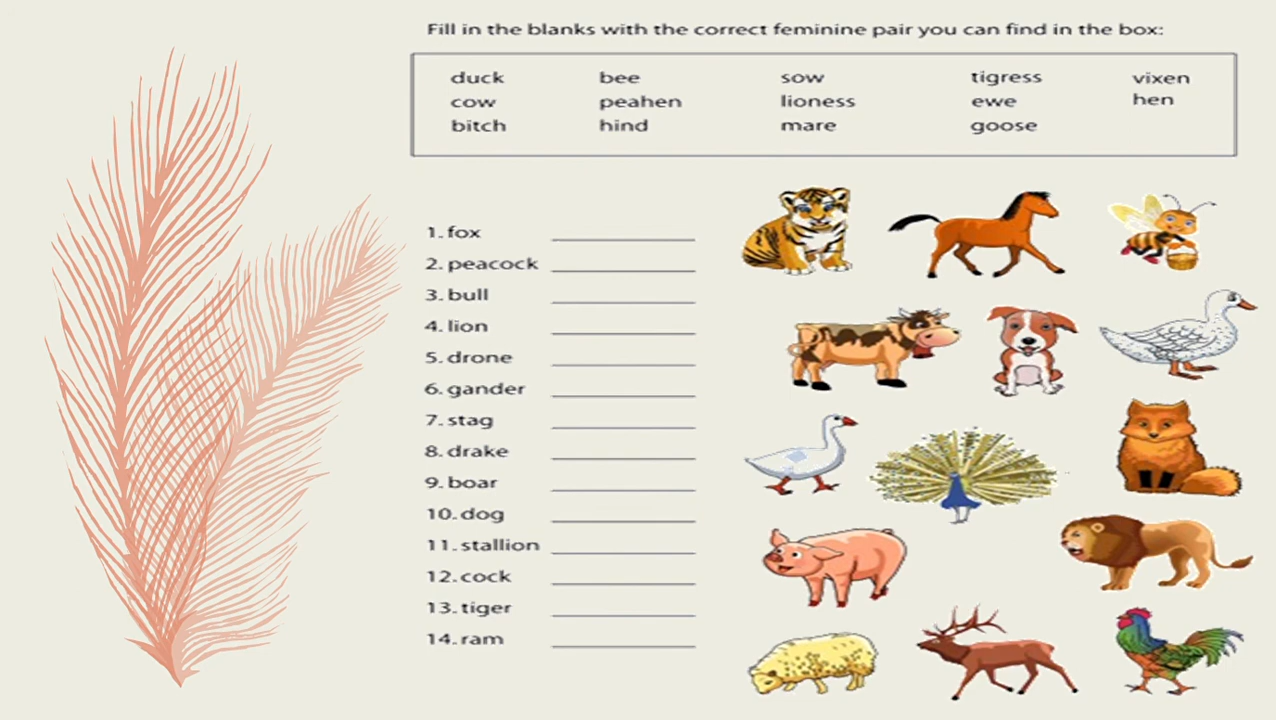 Fill in the blanks with the correct feminine pair you can find in the box:
duck bee sow tigress vixen
cow peahen lioness ewe hen
bitch hind mare goose
1. fox
2. peacock
3. bull
4. lion
5. drone
6. gander
7. stag
8. drake
9. boar
10. dog
11. stallion
12. cock
13. tiger
14. ram